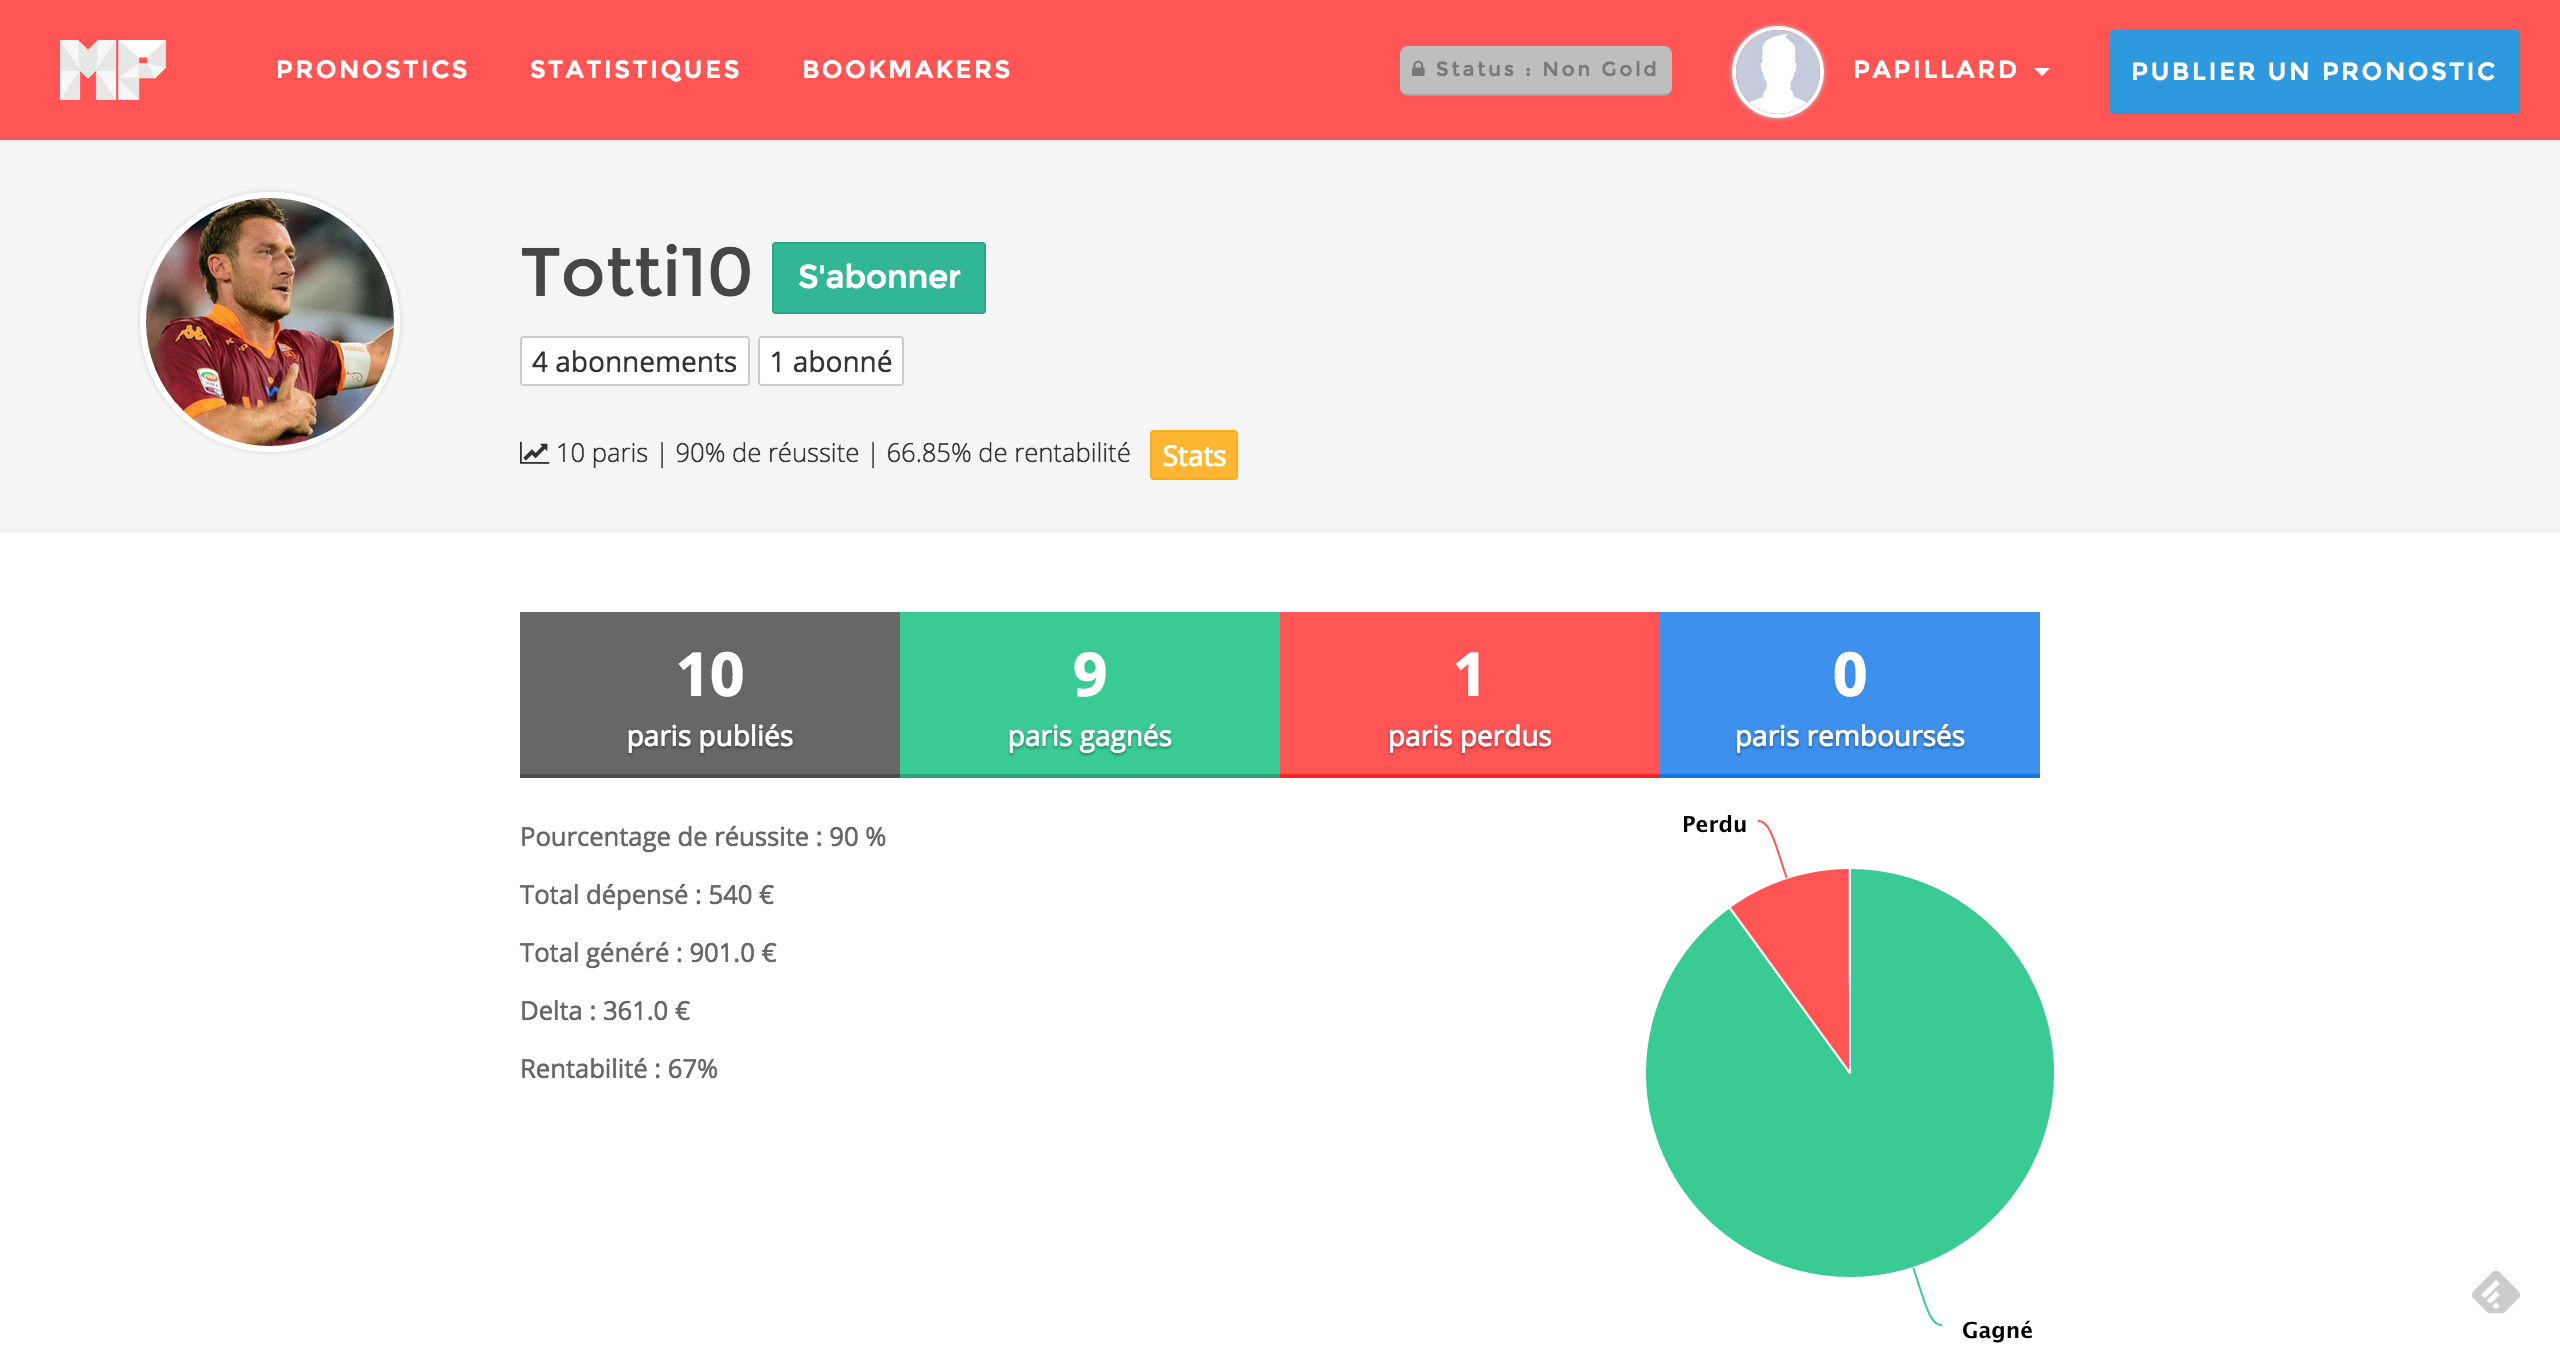 MP
PRONOSTICS STATISTIQUES BOOKMAKERS Status : Non Gold PAPILLARD PUBLIER UN PRONOSTIC
Totti10 S'abonner
4 abonnements 1 abonné
10 paris | 90% de réussite | 66.85% de rentabilité Stats
10 9 1 0
paris publiés paris gagnés paris perdus paris remboursés
Pourcentage de réussite : 90 %
Total dépensé : 540 €
Total généré : 901.0 €
Delta : 361.0 €
Rentabilité : 67%
Perdu
Gagné